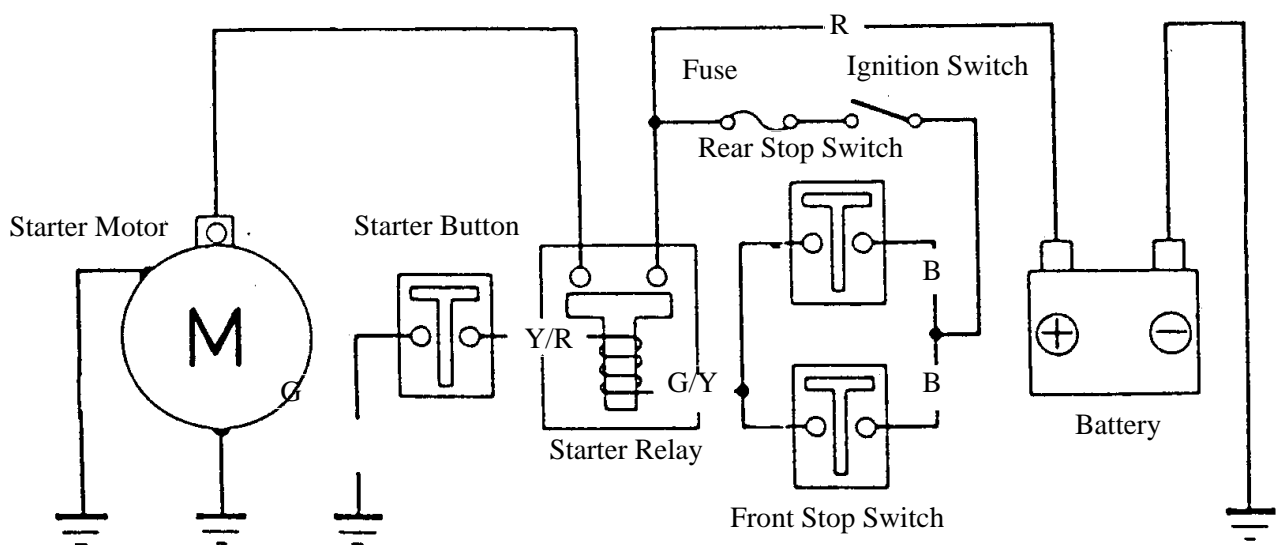 R
Fuse
Ignition Switch
Rear Stop Switch
Starter Motor
Starter Button
B
M
Y/R
+
−
G
G/Y
B
Battery
Starter Relay
Front Stop Switch